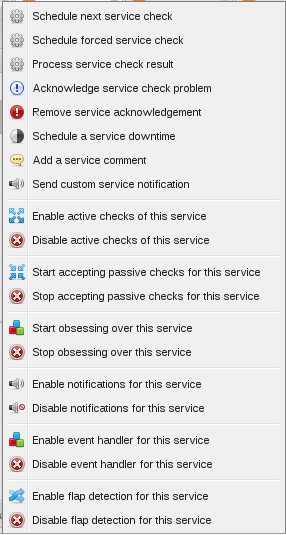 Schedule next service check
Schedule forced service check
Process service check result
Acknowledge service check problem
Remove service acknowledgement
Schedule a service downtime
Add a service comment
Send custom service notification
Enable active checks of this service
Disable active checks of this service
Start accepting passive checks for this service
Stop accepting passive checks for this service
Start obsessing over this service
Stop obsessing over this service
Enable notifications for this service
Disable notifications for this service
Enable event handler for this service
Disable event handler for this service
Enable flap detection for this service
Disable flap detection for this service